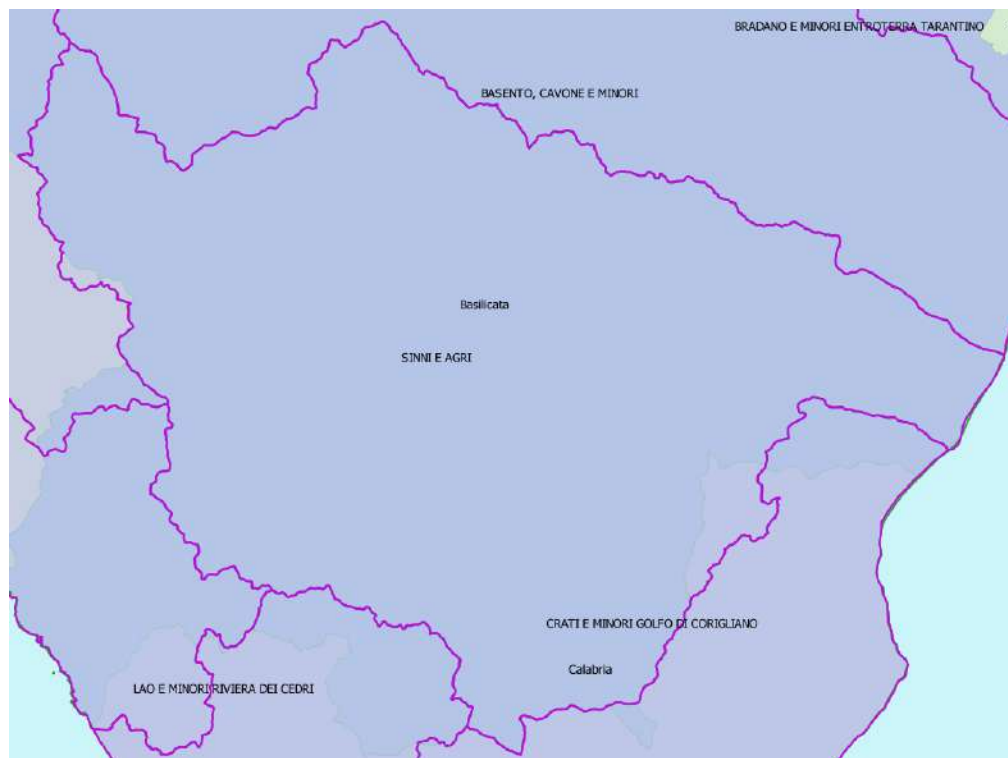 BRADANO E MINORI ENTROTERRA TARANTINO
BASENTO, CAVONE E MINORI
Basilicata
SINNI E AGRI
CRATI E MINORI GOLFO DI CORIGLIANO
Calabria
LAO E MINORI RIVIERA DEI CEDRI